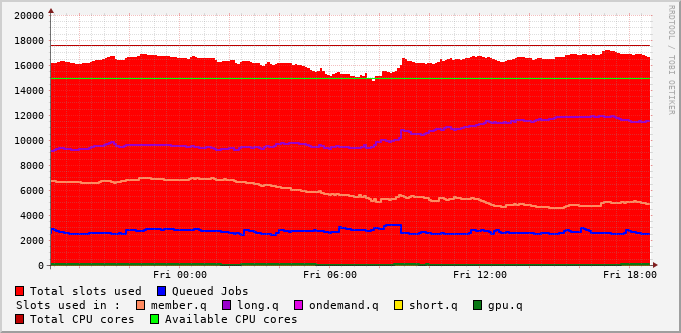 20000
18000
16000
14000
12000
10000
8000
6000
4000
2000
0
Fri 00:00 Fri 06:00 Fri 12:00 Fri 18:00
Total slots used Queued Jobs
Slots used in : member.q long.q ondemand.q short.q gpu.q
Total CPU cores Available CPU cores
RRDTOOL / TOBI OETIKER